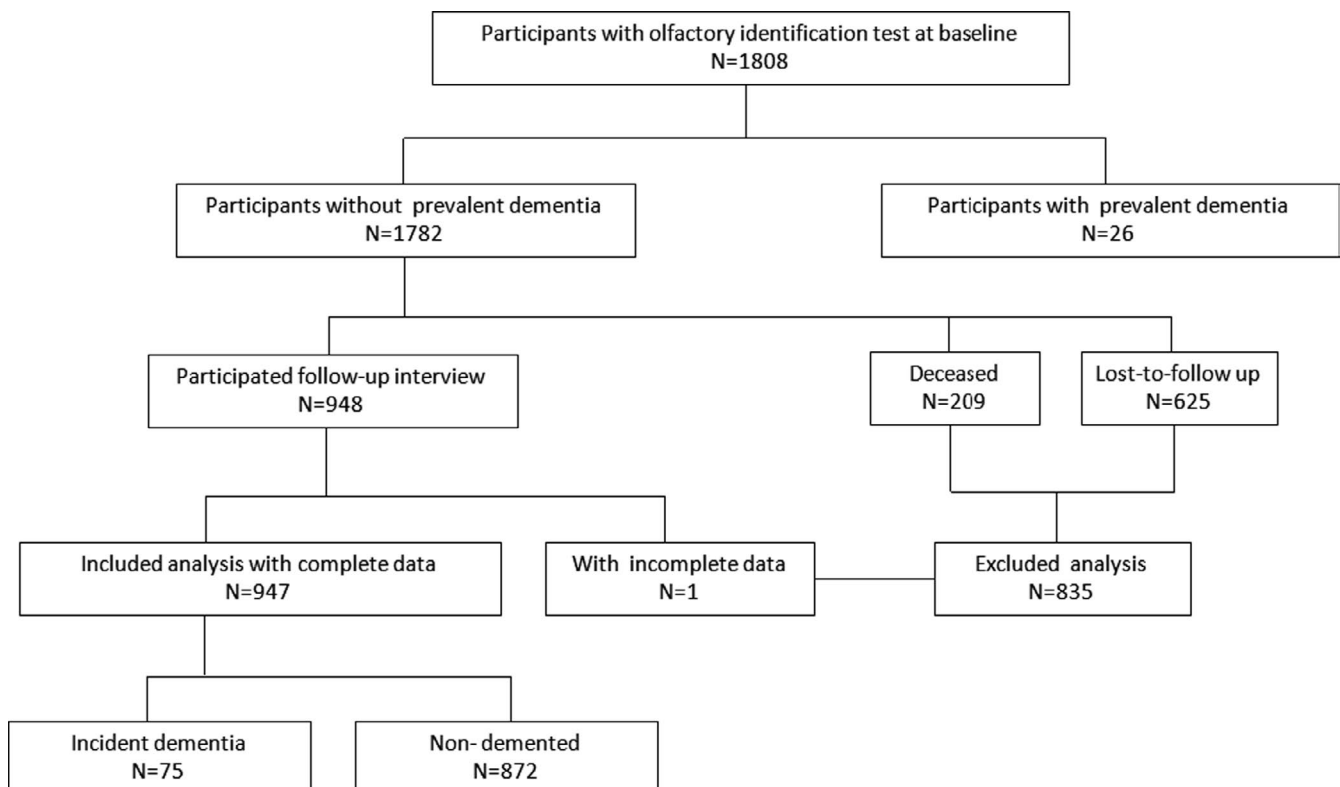 Participants with olfactory identification test at baseline
N=1808
Participants without prevalent dementia
N=1782
Participants with prevalent dementia
N=26
Participated follow-up interview
N=948
Deceased
N=209
Lost-to-follow up
N=625
Included analysis with complete data
N=947
With incomplete data
N=1
Excluded analysis
N=835
Incident dementia
N=75
Non- demented
N=872